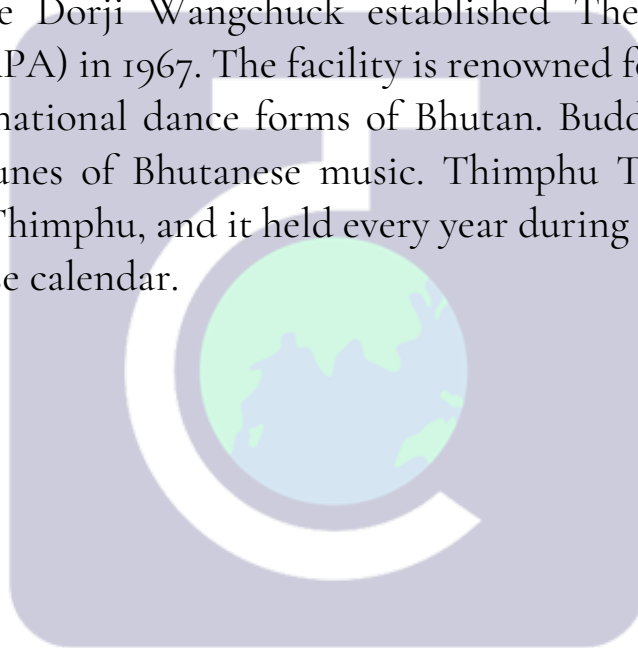 e Dorji Wangchuck established The
PA) in 1967. The facility is renowned f
national dance forms of Bhutan. Budd
unes of Bhutanese music. Thimphu T
Thimphu, and it held every year during
e calendar.